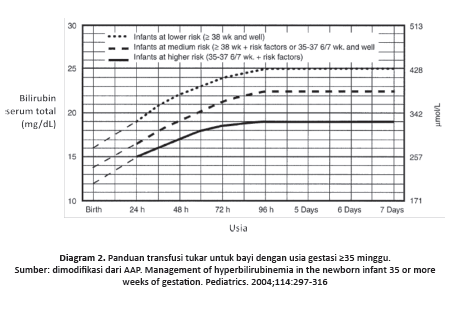 30
513
Infants at lower risk (≥ 38 wk and well)
Infants at medium risk (≥ 38 wk + risk factors or 35-37 6/7 wk. and well
Infants at higher risk (35-37 6/7 wk. + risk factors)
25
428
Bilirubin
serum total
(mg/dL)
20
342
µmol/L
15
257
10
171
Birth 24 h 48 h 72 h 96 h 5 Days 6 Days 7 Days
Usia
Diagram 2. Panduan transfusi tukar untuk bayi dengan usia gestasi ≥35 minggu.
Sumber: dimodifikasi dari AAP. Management of hyperbilirubinemia in the newborn infant 35 or more
weeks of gestation. Pediatrics. 2004;114:297-316